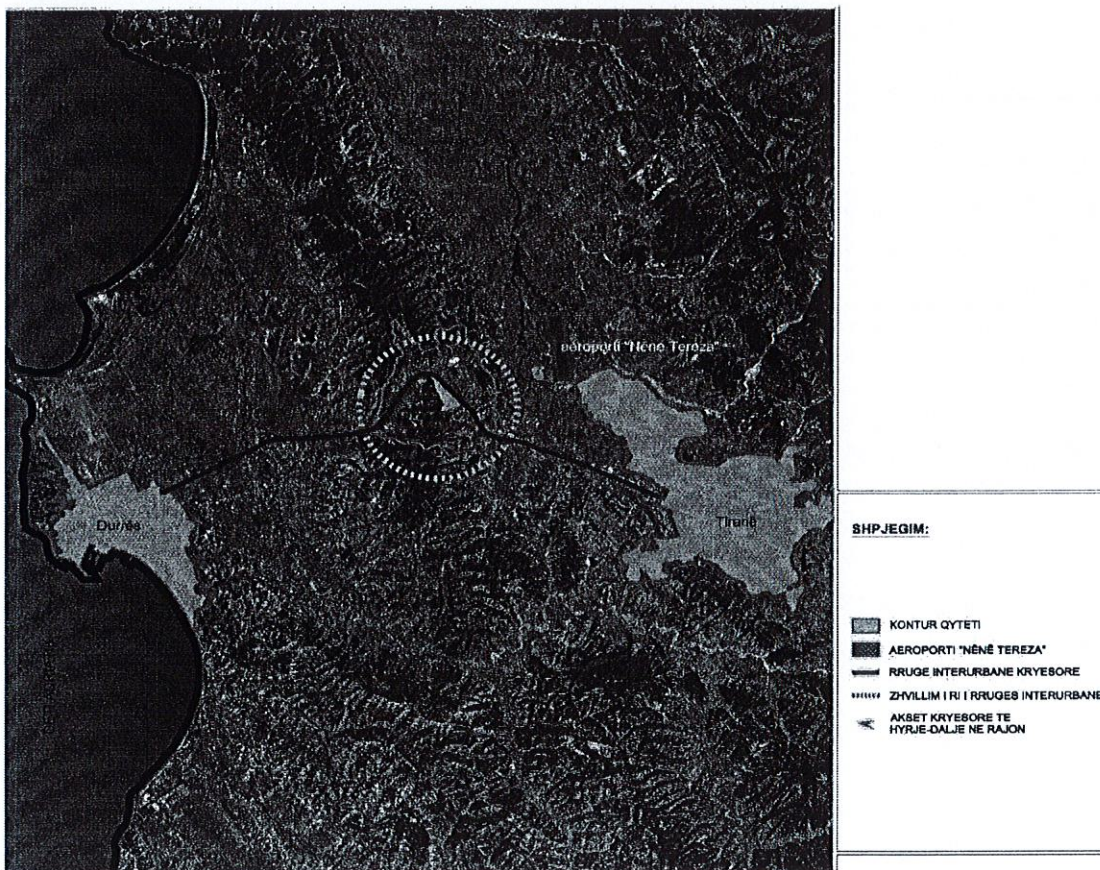 aeroporti "Nënë Tereza"
Durrës
Tiranë
SHPJEGIM:
KONTUR QYTETI
AEROPORTI "NËNË TEREZA"
RRUGE INTERURBANE KRYESORE
ZHVILLIM I RI I RRUGES INTERURBANE
AKSET KRYESORE TE
HYRJE-DALJE NE RAJON